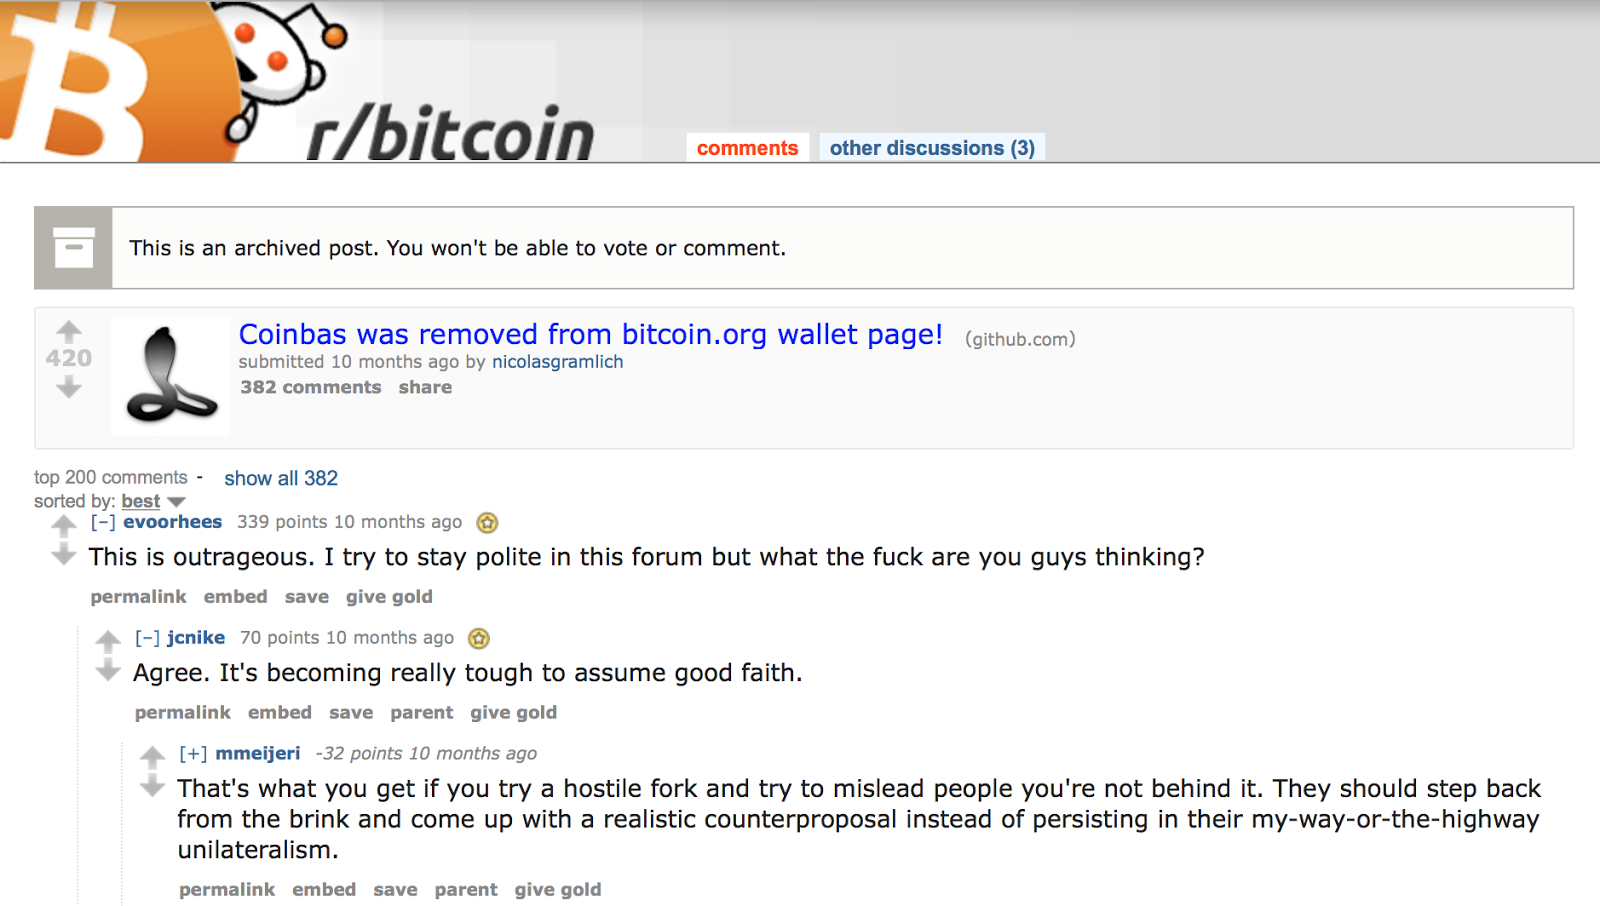 r/bitcoin
comments other discussions (3)
This is an archived post. You won't be able to vote or comment.
Coinbas was removed from bitcoin.org wallet page! (github.com)
420
submitted 10 months ago by nicolasgramlich
382 comments share
top 200 comments - show all 382
sorted by: best
[–] evoorhees 339 points 10 months ago
This is outrageous. I try to stay polite in this forum but what the fuck are you guys thinking?
permalink embed save give gold
[–] jcnike 70 points 10 months ago
Agree. It's becoming really tough to assume good faith.
permalink embed save parent give gold
[+] mmeijeri -32 points 10 months ago
That's what you get if you try a hostile fork and try to mislead people you're not behind it. They should step back
from the brink and come up with a realistic counterproposal instead of persisting in their my-way-or-the-highway
unilateralism.
permalink embed save parent give gold